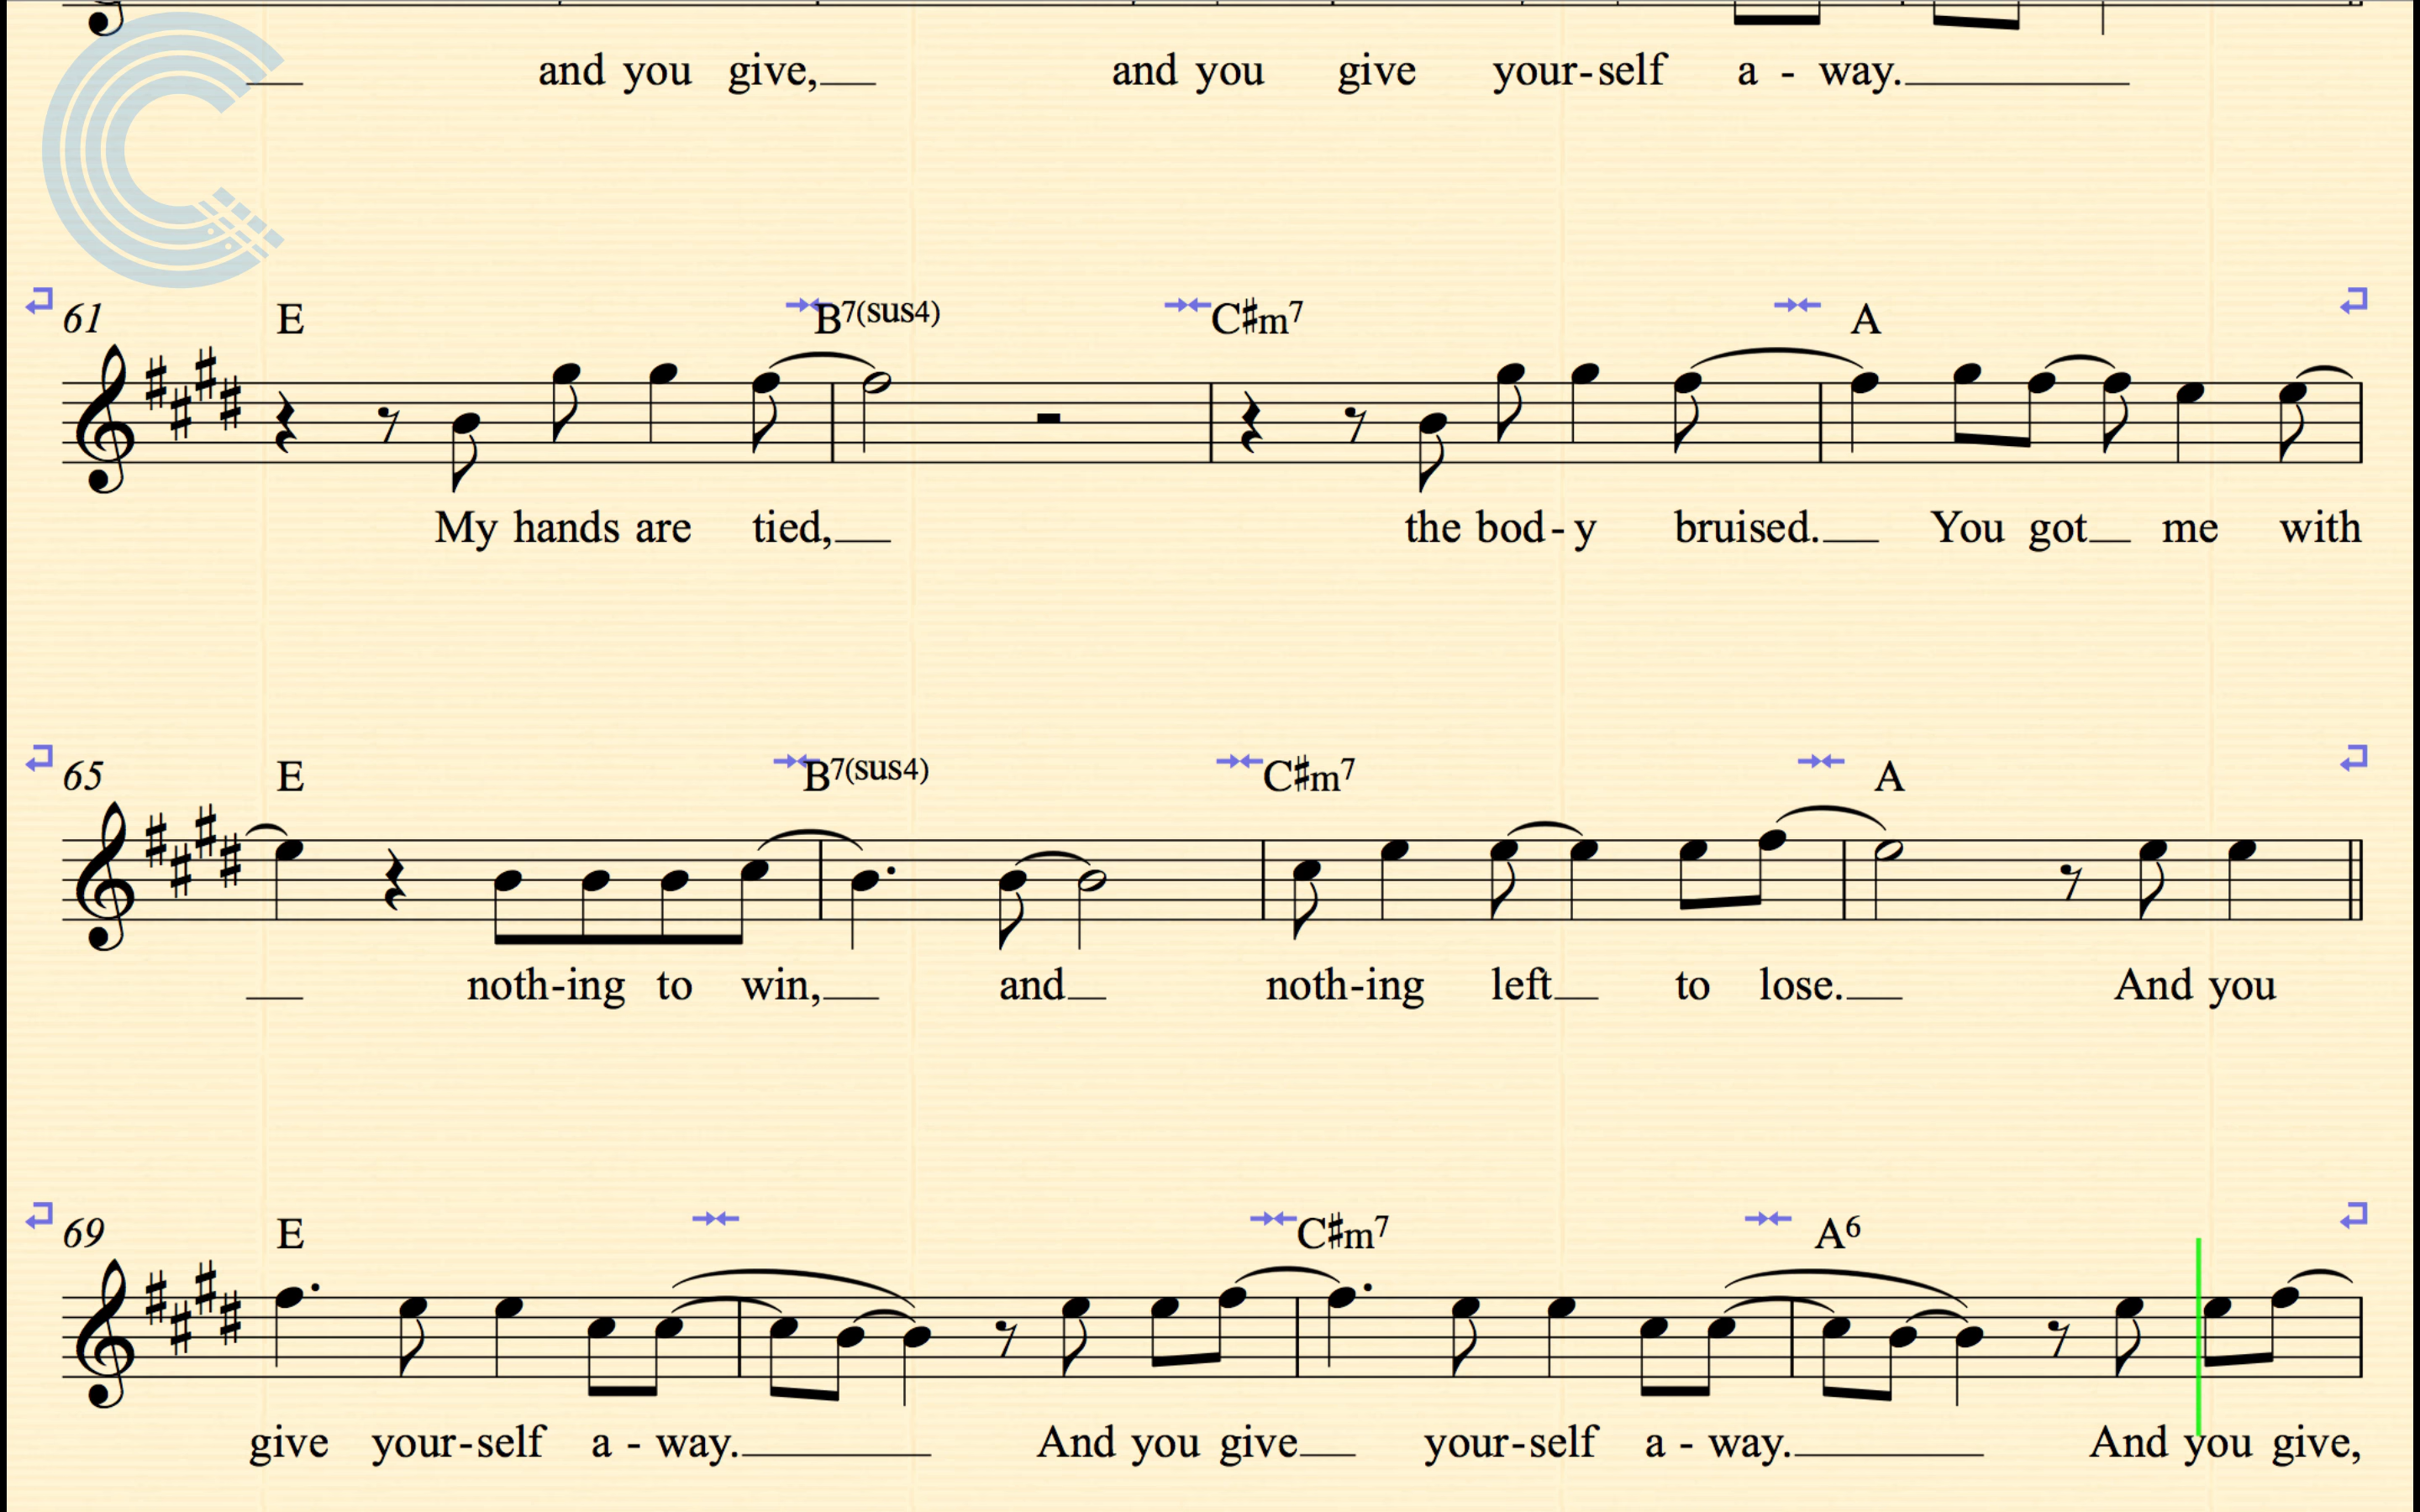 and you give, and you give your-self a - way.
61 E B7(sus4) C♯m7 A
My hands are tied, the bod - y bruised. You got me with
65 E B7(sus4) C♯m7 A
noth-ing to win, and noth-ing left to lose. And you
69 E C♯m7 A6
give your-self a - way. And you give your-self a - way. And you give,